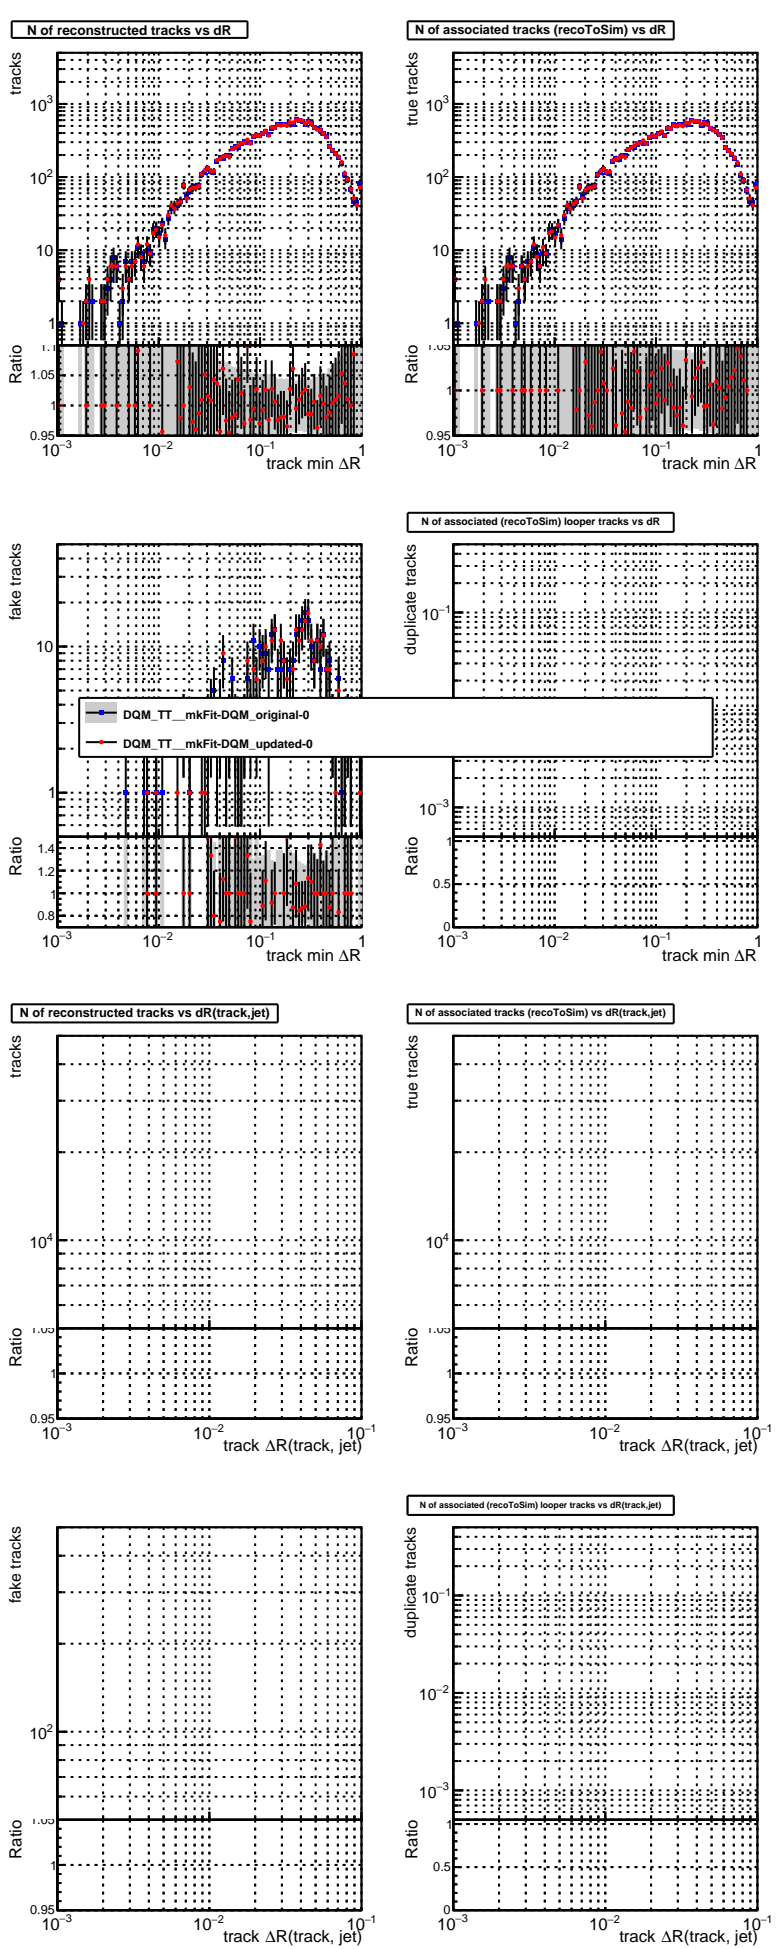 N of reconstructed tracks vs dR
tracks
10³
10²
10
1
Ratio
1.1
1.05
1
0.95
10⁻³ 10⁻² 10⁻¹ 1
track min ΔR
N of associated tracks (recoToSim) vs dR
true tracks
10³
10²
10
1
Ratio
1.05
1
0.95
10⁻³ 10⁻² 10⁻¹ 1
track min ΔR
fake tracks
10
1
Ratio
1.4
1.2
1
0.8
10⁻³ 10⁻² 10⁻¹ 1
track min ΔR
N of associated (recoToSim) looper tracks vs dR
duplicate tracks
10⁻¹
10⁻³
Ratio
1
0.5
0
10⁻³ 10⁻² 10⁻¹ 1
track min ΔR
DQM_TT__mkFit-DQM_original-0
DQM_TT__mkFit-DQM_updated-0
N of reconstructed tracks vs dR(track,jet)
tracks
10⁴
Ratio
1.05
1
0.95
10⁻³ 10⁻² 10⁻¹
track ΔR(track, jet)
N of associated tracks (recoToSim) vs dR(track,jet)
true tracks
10⁴
Ratio
1.05
1
0.95
10⁻³ 10⁻² 10⁻¹
track ΔR(track, jet)
fake tracks
10²
Ratio
1.05
1
0.95
10⁻³ 10⁻² 10⁻¹
track ΔR(track, jet)
N of associated (recoToSim) looper tracks vs dR(track,jet)
duplicate tracks
10⁻¹
10⁻²
10⁻³
Ratio
1
0.5
0
10⁻³ 10⁻² 10⁻¹
track ΔR(track, jet)